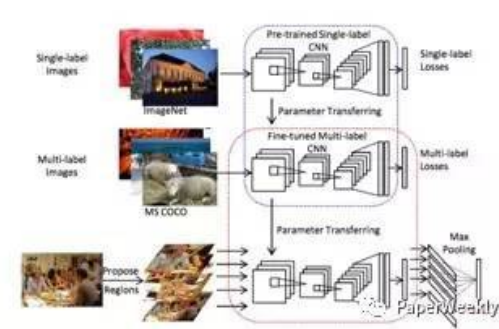 Pre-trained Single-label
CNN
Single-label
Images
Single-label
Losses
ImageNet
Parameter Transferring
Fine-tuned Multi-label
CNN
Multi-label
Images
Multi-label
Losses
MS COCO
Parameter Transferring
Max
Pooling
Propose
Regions
PaperWeekly